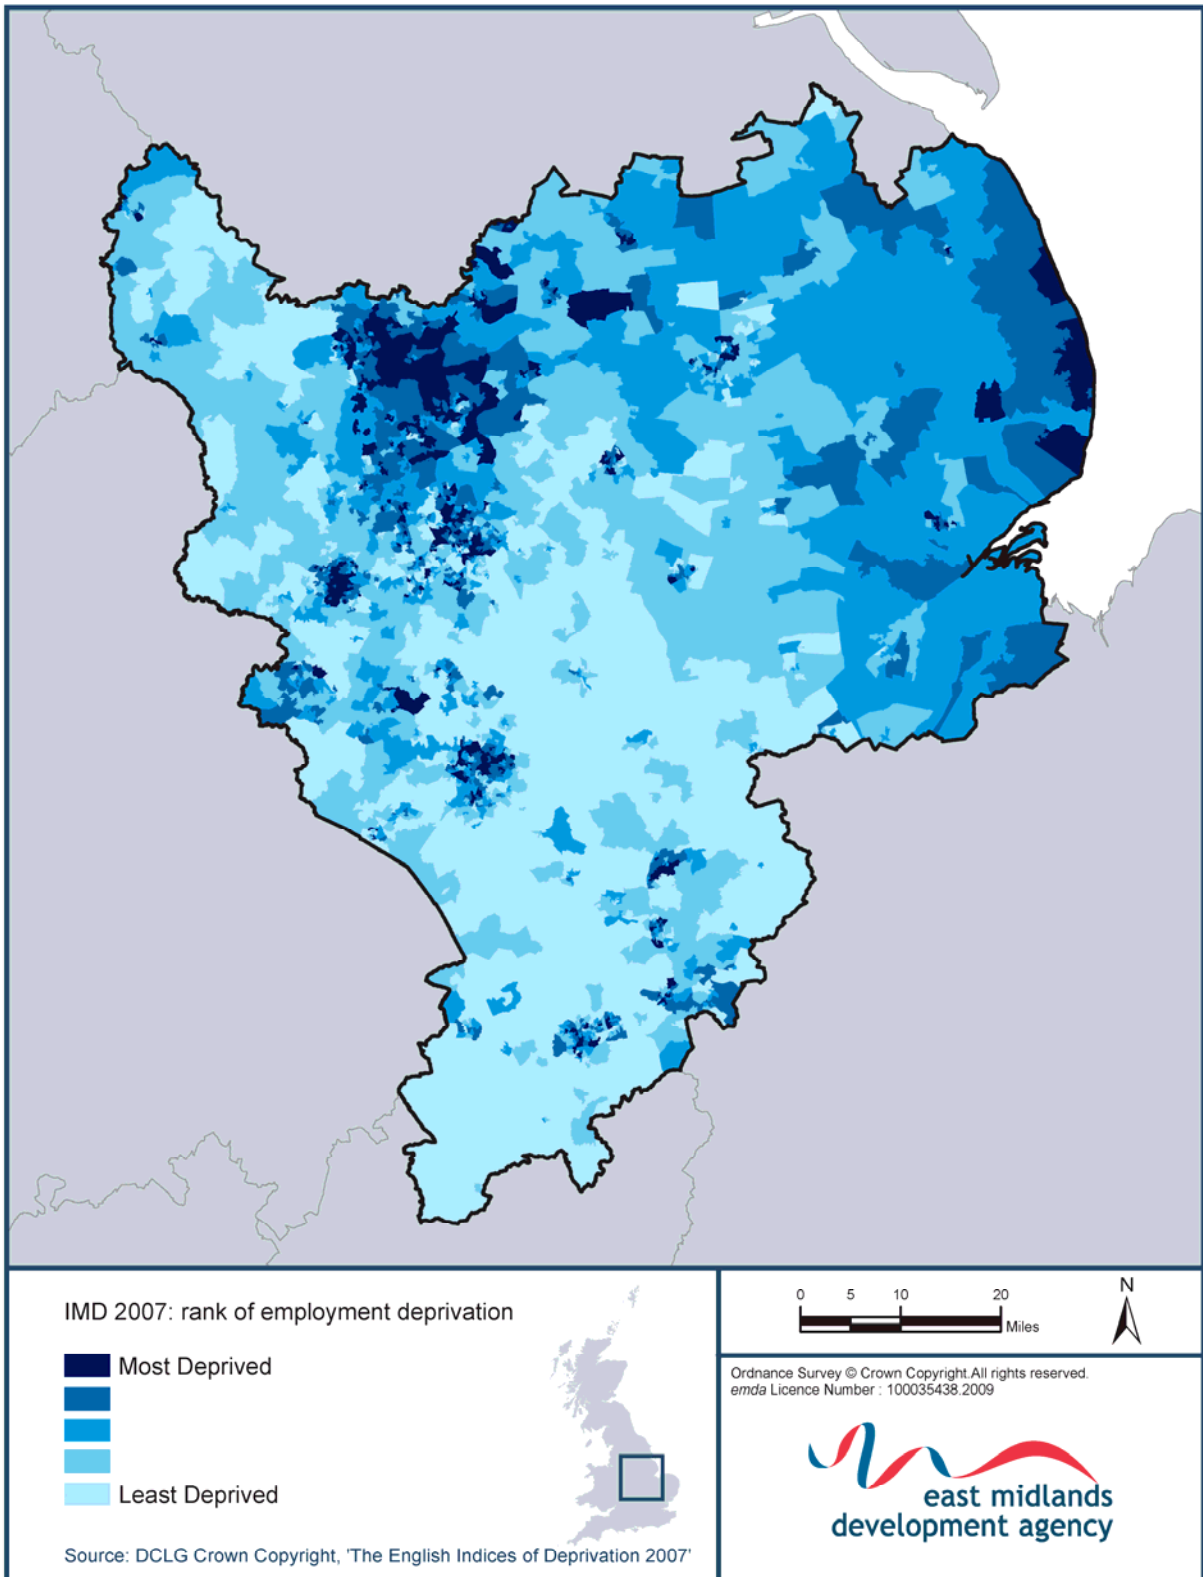 IMD 2007: rank of employment deprivation
Most Deprived
Least Deprived
Source: DCLG Crown Copyright, 'The English Indices of Deprivation 2007'
0 5 10 20
Miles
N
Ordnance Survey © Crown Copyright.All rights reserved.
emda Licence Number : 100035438.2009
east midlands
development agency